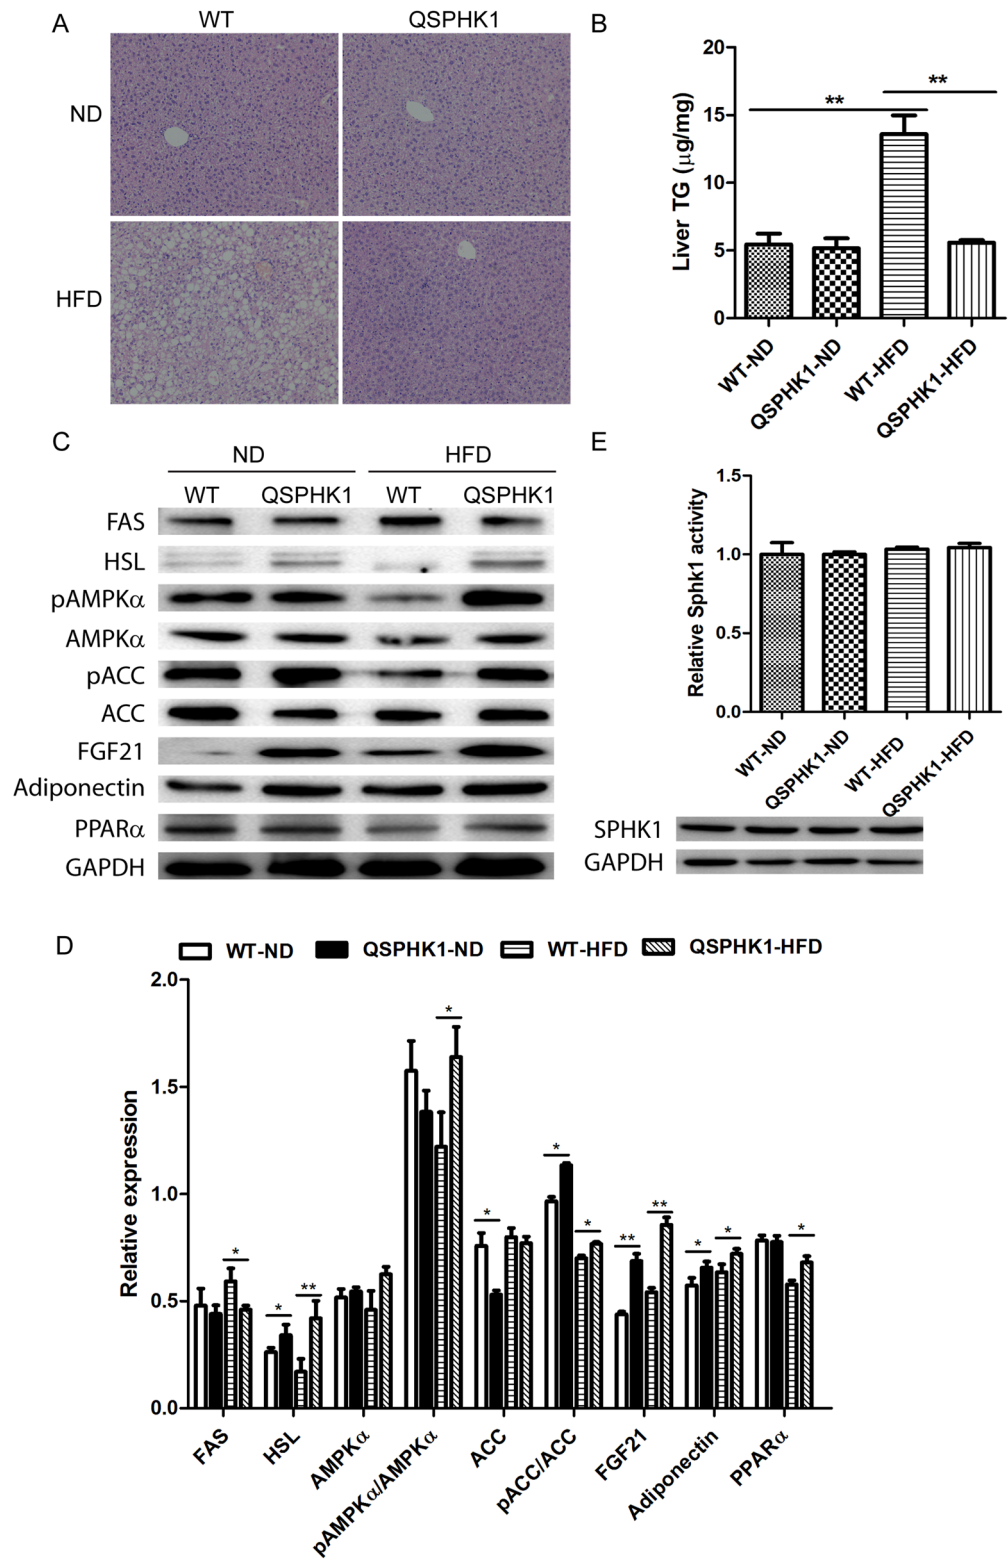 A
WT
QSPHK1
ND
HFD
B
20
15
10
5
0
Liver TG (µg/mg)
**
**
WT-ND
QSPHK1-ND
WT-HFD
QSPHK1-HFD
C
ND
HFD
WT
QSPHK1
WT
QSPHK1
FAS
HSL
pAMPKα
AMPKα
pACC
ACC
FGF21
Adiponectin
PPARα
GAPDH
E
1.5
1.0
0.5
0.0
Relative Sphk1 activity
WT-ND
QSPHK1-ND
WT-HFD
QSPHK1-HFD
SPHK1
GAPDH
D
WT-ND
QSPHK1-ND
WT-HFD
QSPHK1-HFD
2.0
1.5
1.0
0.5
0.0
Relative expression
*
*
**
*
*
*
*
**
**
*
*
*
FAS
HSL
AMPKα
pAMPKα/AMPKα
ACC
pACC/ACC
FGF21
Adiponectin
PPARα